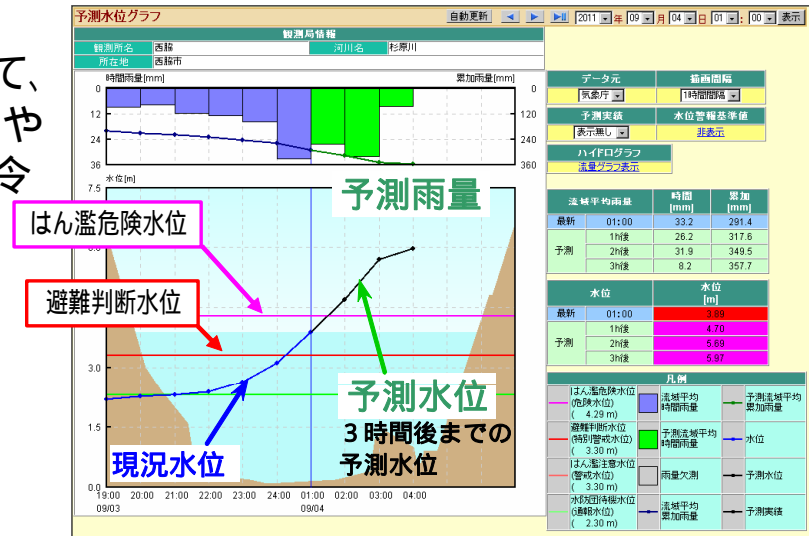 て、
や
令
予測水位グラフ
自動更新 2011 年 09 月 04 日 01 : 00 表示
観測局情報
観測所名 西脇 河川名 杉原川
所在地 西脇市
時間雨量[mm] 累加雨量[mm]
0 0
12 120
24 240
36 360
水位[m]
7.5
6.0
3.0
1.5
0.0
予測雨量
はん濫危険水位
避難判断水位
予測水位
3時間後までの
予測水位
現況水位
19:00 20:00 21:00 22:00 23:00 24:00 01:00 02:00 03:00 04:00
09/03 09/04
データ元 描画間隔
気象庁 1時間間隔
予測実績 水位警報基準値
表示無し 非表示
ハイドログラフ
流量グラフ表示
流域平均雨量 時間[mm] 累加[mm]
最新 01:00 33.2 291.4
予測 1h後 26.2 317.6
2h後 31.9 349.5
3h後 8.2 357.7
水位 水位[m]
最新 01:00 3.89
予測 1h後 4.70
2h後 5.69
3h後 5.97
凡例
はん濫危険水位 (危険水位) ( 4.29 m) 流域平均時間雨量 予測流域平均累加雨量
避難判断水位 (特別警戒水位) ( 3.30 m) 予測流域平均時間雨量 水位
はん濫注意水位 (警戒水位) ( 3.30 m) 雨量欠測 予測水位
水防団待機水位 (通報水位) ( 2.30 m) 流域平均累加雨量 予測実績